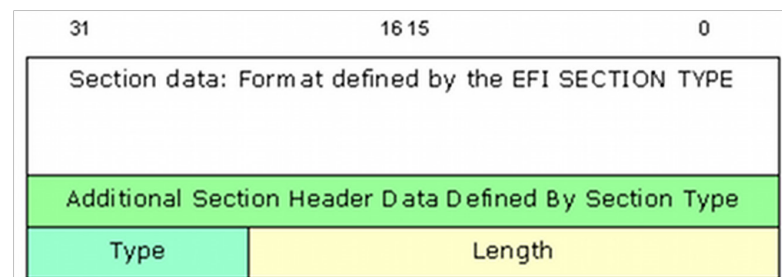 31 16 15 0
Section data: Format defined by the EFI SECTION TYPE
Additional Section Header Data Defined By Section Type
Type Length